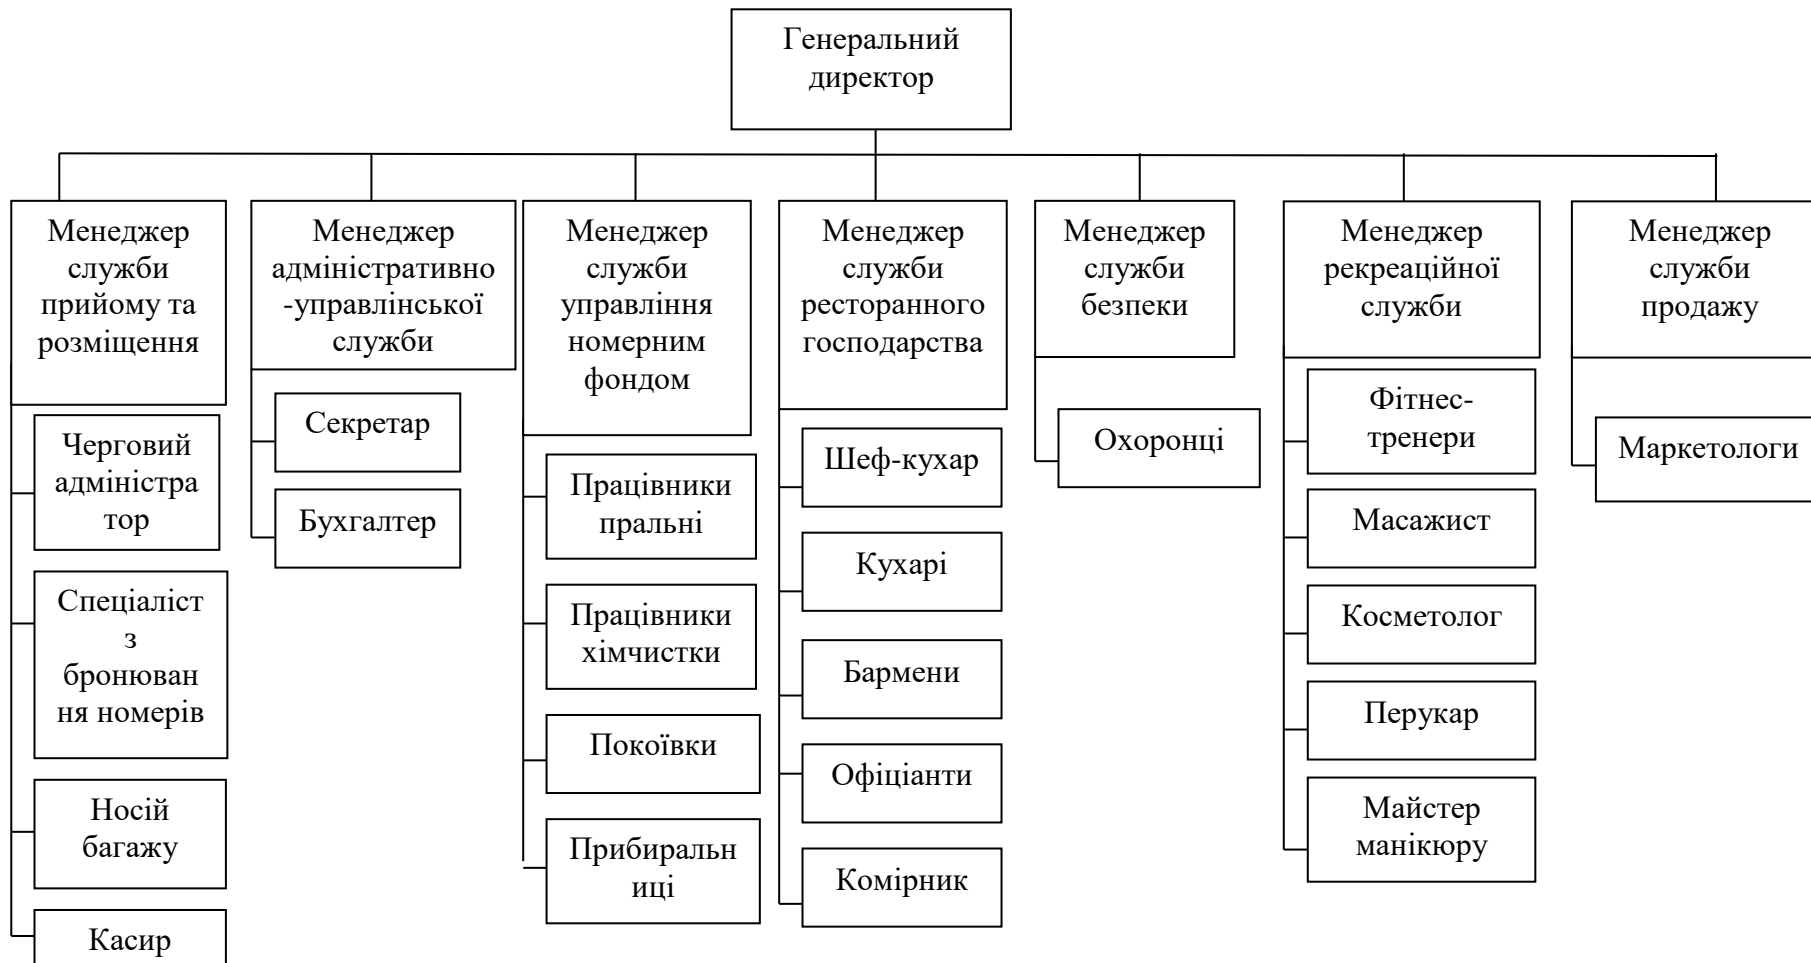 Генеральний
директор
Менеджер
служби
прийому та
розміщення
Черговий
адміністра
тор
Спеціаліст
з
бронюван
ня номерів
Носій
багажу
Касир
Менеджер
адміністративно
-управлінської
служби
Секретар
Бухгалтер
Менеджер
служби
управління
номерним
фондом
Працівники
пральні
Працівники
хімчистки
Покоївки
Прибиральн
иці
Менеджер
служби
ресторанного
господарства
Шеф-кухар
Кухарі
Бармени
Офіціанти
Комірник
Менеджер
служби
безпеки
Охоронці
Менеджер
рекреаційної
служби
Фітнес-
тренери
Масажист
Косметолог
Перукар
Майстер
манікюру
Менеджер
служби
продажу
Маркетологи